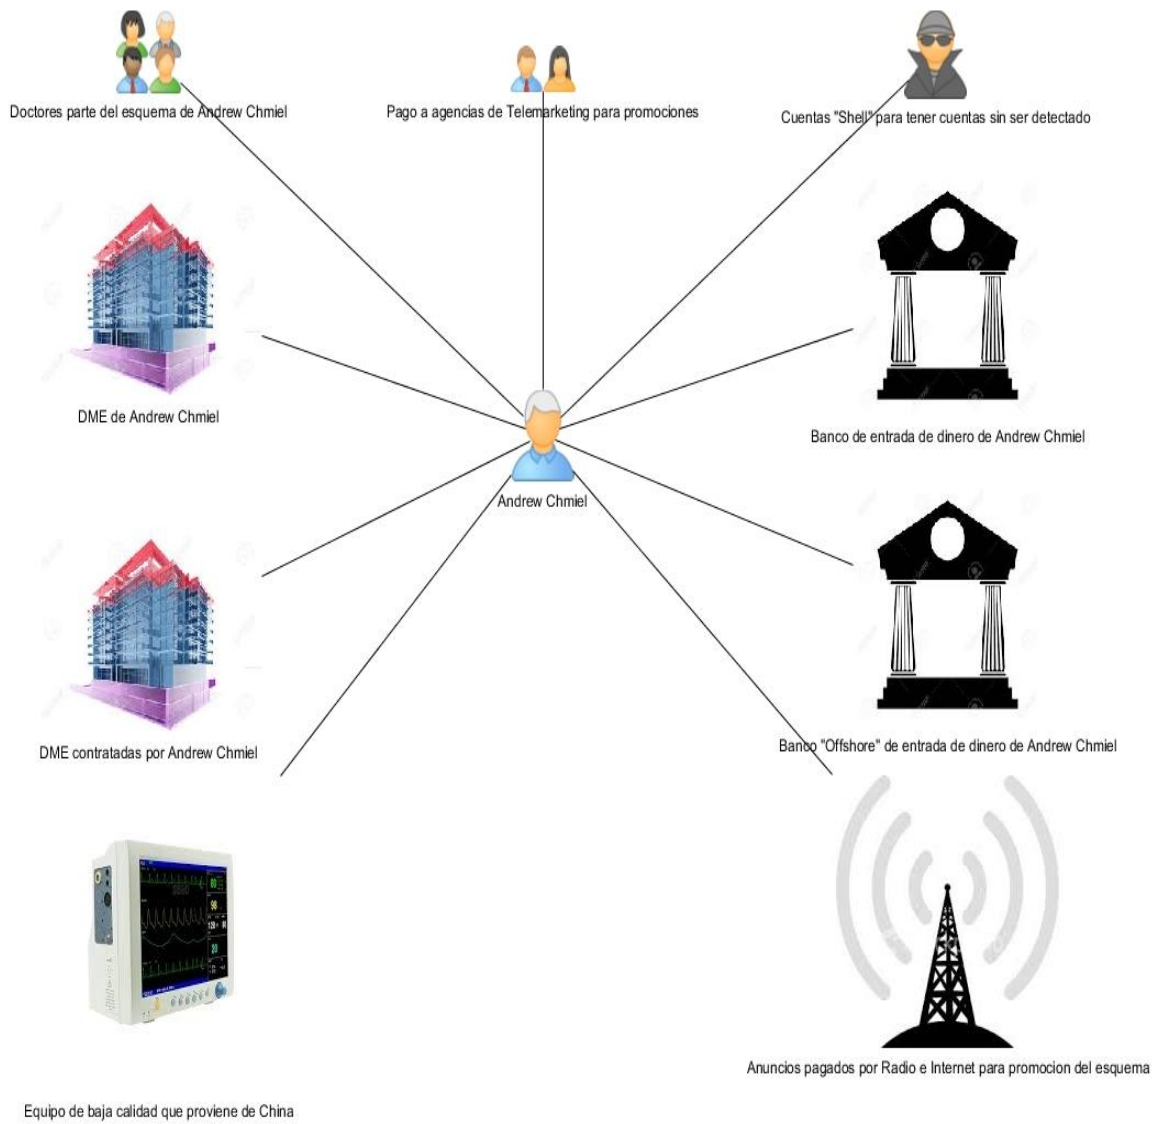 Doctores parte del esquema de Andrew Chmiel
Pago a agencias de Telemarketing para promociones
Cuentas "Shell" para tener cuentas sin ser detectado
DME de Andrew Chmiel
Banco de entrada de dinero de Andrew Chmiel
Andrew Chmiel
DME contratadas por Andrew Chmiel
Banco "Offshore" de entrada de dinero de Andrew Chmiel
Anuncios pagados por Radio e Internet para promocion del esquema
Equipo de baja calidad que proviene de China